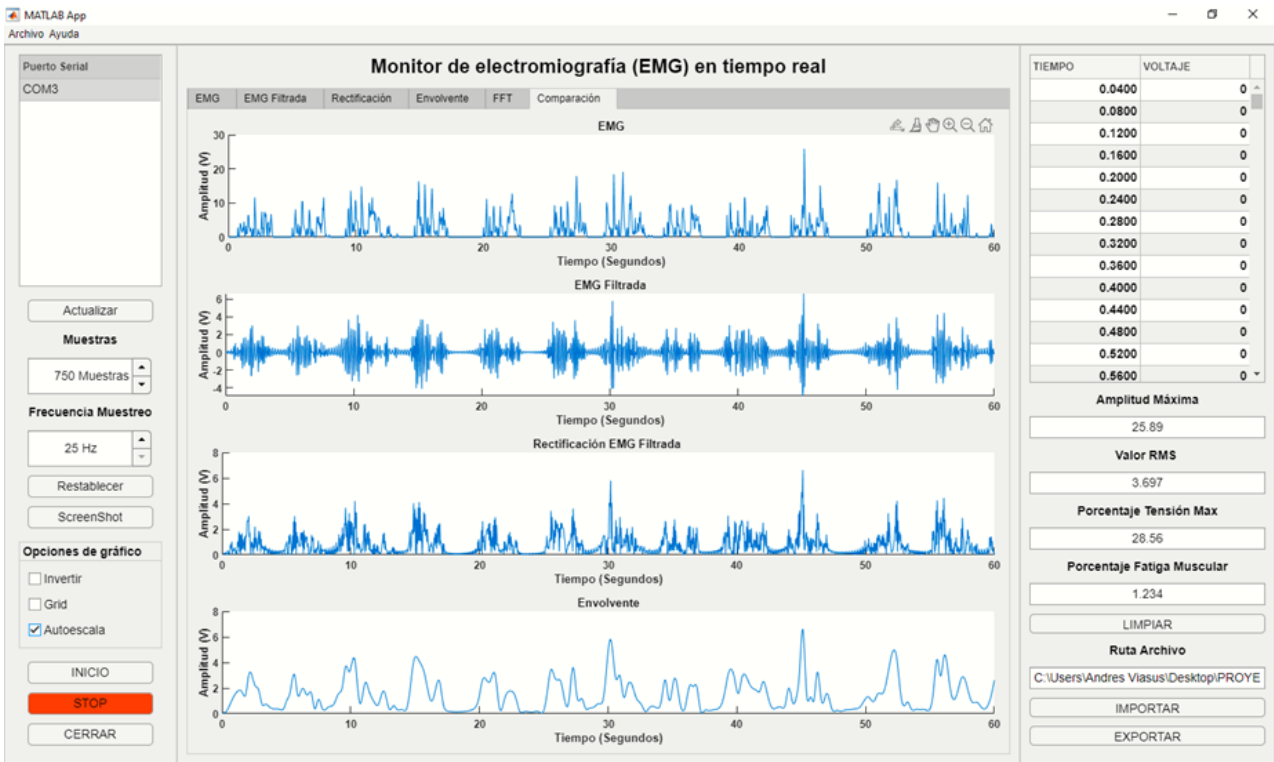 MATLAB App
Archivo Ayuda
Puerto Serial
COM3
Actualizar
Muestras
750 Muestras
Frecuencia Muestreo
25 Hz
Restablecer
ScreenShot
Opciones de gráfico
Invertir
Grid
Autoescala
INICIO
STOP
CERRAR
Monitor de electromiografía (EMG) en tiempo real
EMG EMG Filtrada Rectificación Envolvente FFT Comparación
EMG
Amplitud (V)
30
20
10
0
0 10 20 30 40 50 60
Tiempo (Segundos)
EMG Filtrada
Amplitud (V)
6
4
2
0
-2
-4
0 10 20 30 40 50 60
Tiempo (Segundos)
Rectificación EMG Filtrada
Amplitud (V)
8
6
4
2
0
0 10 20 30 40 50 60
Tiempo (Segundos)
Envolvente
Amplitud (V)
8
6
4
2
0
0 10 20 30 40 50 60
Tiempo (Segundos)
TIEMPO VOLTAJE
0.0400 0
0.0800 0
0.1200 0
0.1600 0
0.2000 0
0.2400 0
0.2800 0
0.3200 0
0.3600 0
0.4000 0
0.4400 0
0.4800 0
0.5200 0
0.5600 0
Amplitud Máxima
25.89
Valor RMS
3.697
Porcentaje Tensión Max
28.56
Porcentaje Fatiga Muscular
1.234
LIMPIAR
Ruta Archivo
C:\Users\Andres Viasus\Desktop\PROYE
IMPORTAR
EXPORTAR